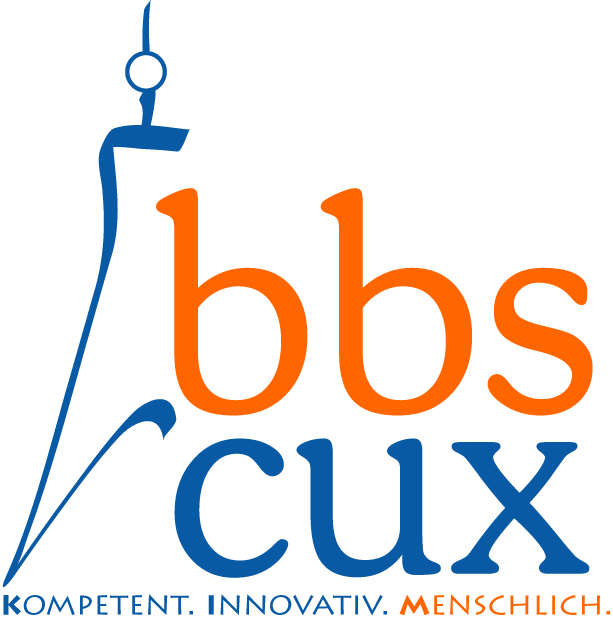 bbs
cux
KOMPETENT. INNOVATIV. MENSCHLICH.